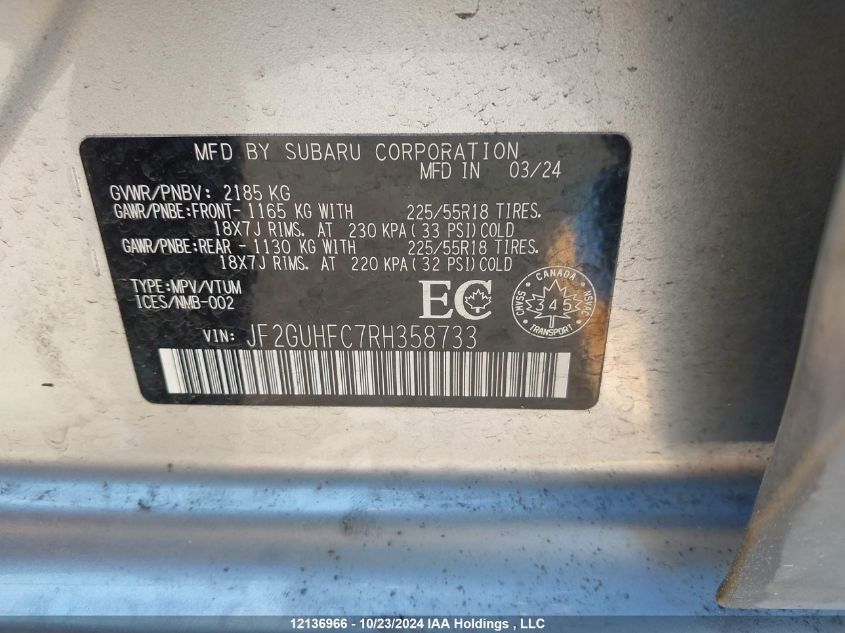 MFD BY SUBARU CORPORATION
MFD IN 03/24
GVWR/PNBV: 2185 KG
GAWR/PNBE:FRONT- 1165 KG WITH 225/55R18 TIRES.
18X7J RIMS. AT 230 KPA( 33 PSI)COLD
GAWR/PNBE:REAR - 1130 KG WITH 225/55R18 TIRES.
18X7J RIMS. AT 220 KPA( 32 PSI)COLD
TYPE:MPV/VTUM
ICES/NMB-002
EC
CANADA
CMVSS
345
NSVAC
TRANSPORT
VIN: JF2GUHFC7RH358733
12136966 - 10/23/2024 IAA Holdings , LLC